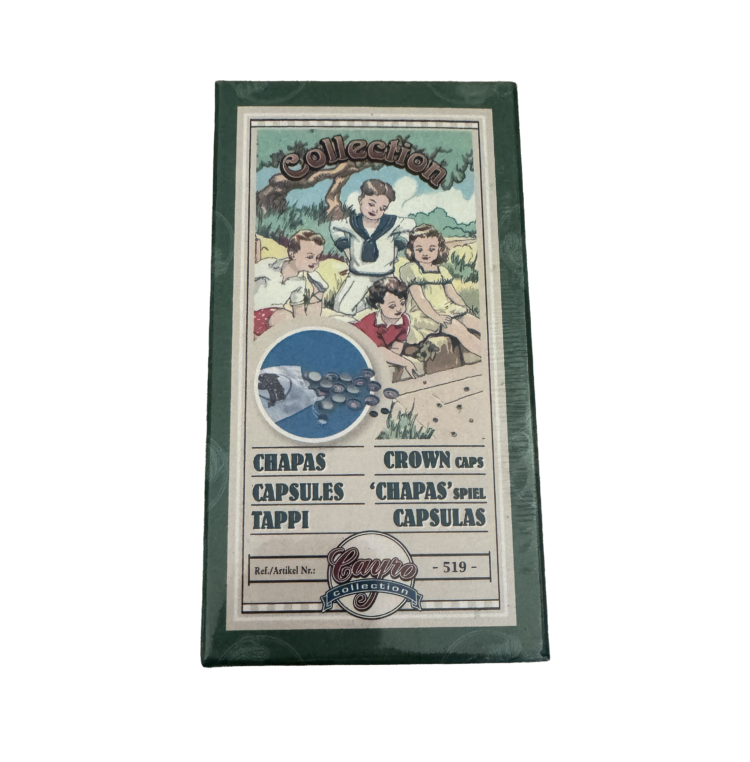 Collection
CHAPAS
CROWN CAPS
CAPSULES
'CHAPAS' SPIEL
TAPPI
CAPSULAS
Ref./Artikel Nr.:
Cayro
collection
- 519 -